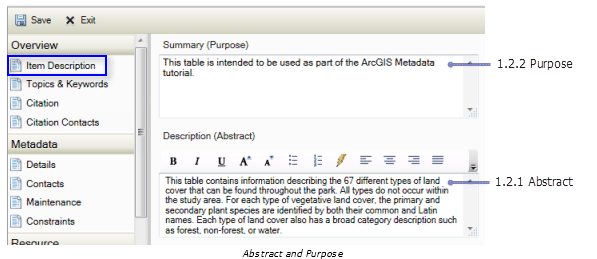 Save Exit
Overview
Item Description
Topics & Keywords
Citation
Citation Contacts
Metadata
Details
Contacts
Maintenance
Constraints
Resource
Summary (Purpose)
This table is intended to be used as part of the ArcGIS Metadata
tutorial.
1.2.2 Purpose
Description (Abstract)
B I U A A
This table contains information describing the 67 different types of land
cover that can be found throughout the park. All types do not occur within
the study area. For each type of vegetative land cover, the primary and
secondary plant species are identified by both their common and Latin
names. Each type of land cover also has a broad category description such
as forest, non-forest, or water.
1.2.1 Abstract
Abstract and Purpose